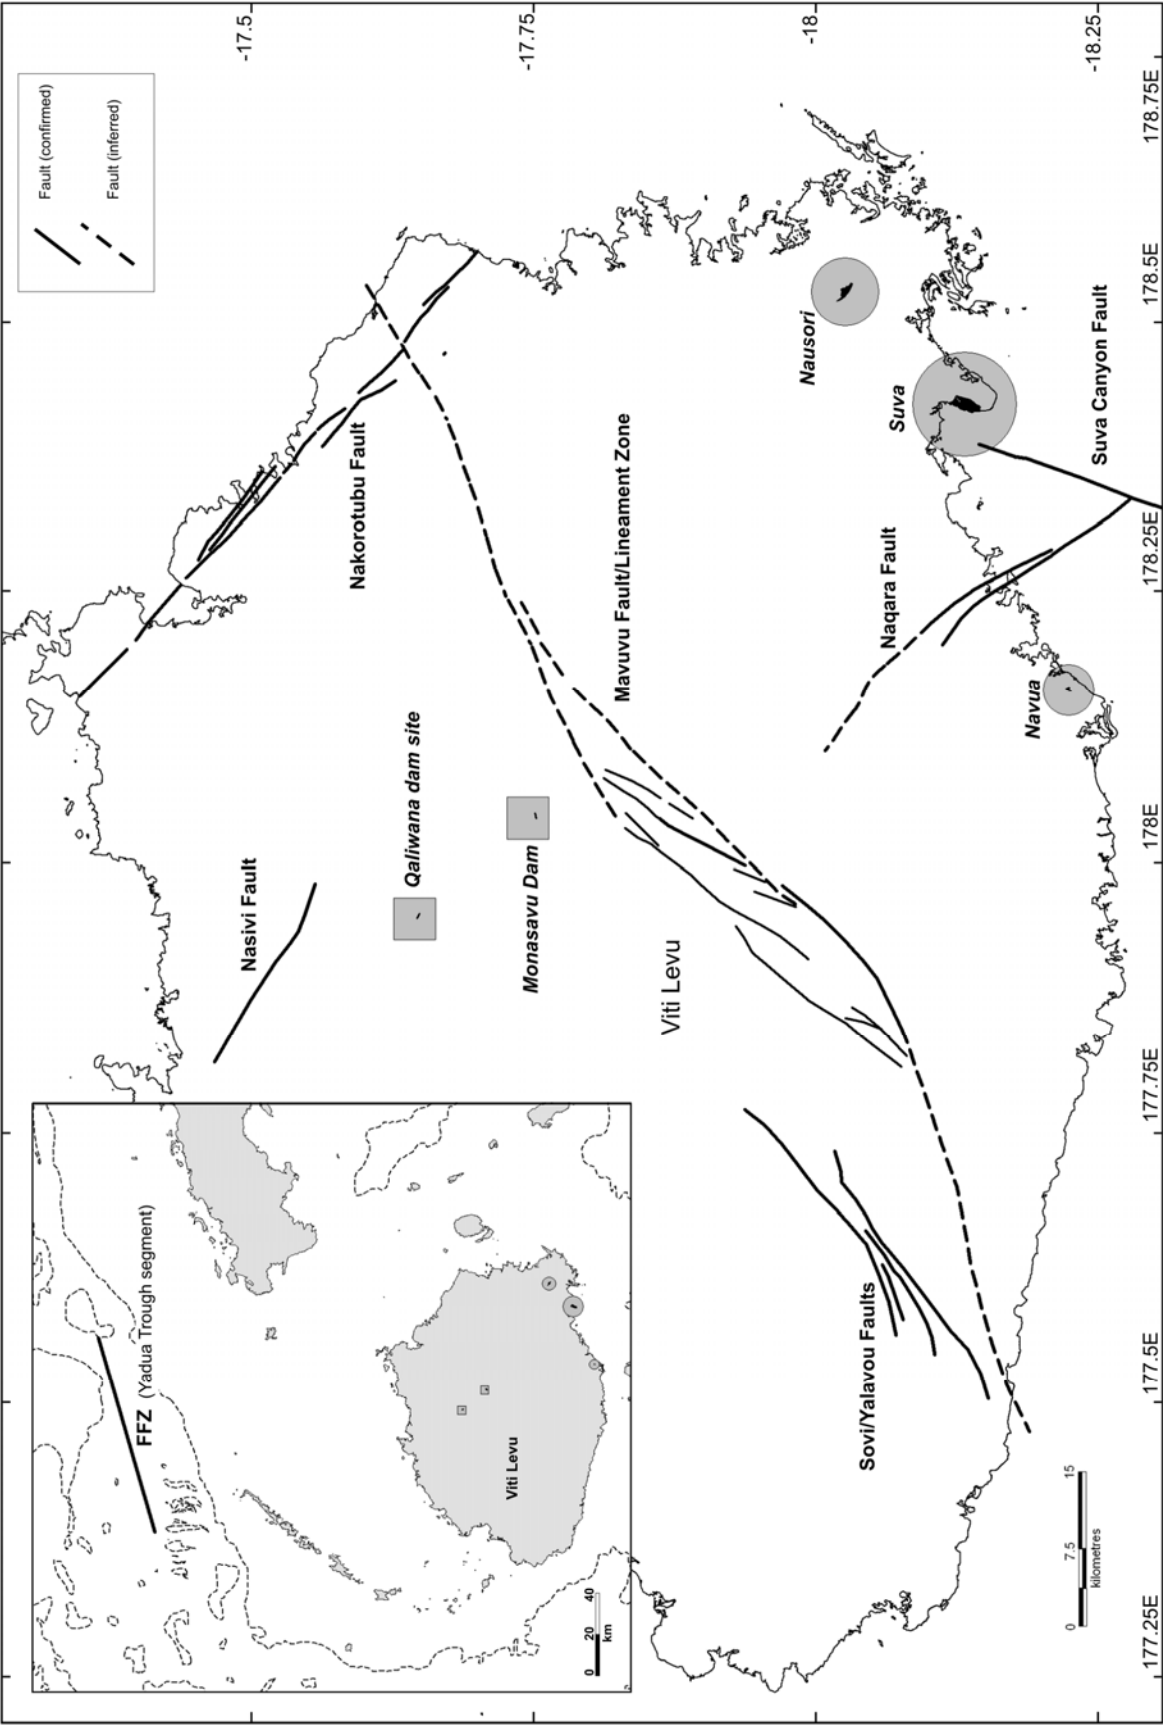 Fault (confirmed)
Fault (inferred)
-17.5
-17.75
-18
-18.25
177.25E
177.5E
177.75E
178E
178.25E
178.5E
178.75E
FFZ (Yadua Trough segment)
Viti Levu
0 20 40
km
Nasivi Fault
Qaliwana dam site
Monasavu Dam
Viti Levu
Nakorotubu Fault
Mavuvu Fault/Lineament Zone
Sovi/Yalavou Faults
Naqara Fault
Navua
Nausori
Suva
Suva Canyon Fault
0 7.5 15
kilometres